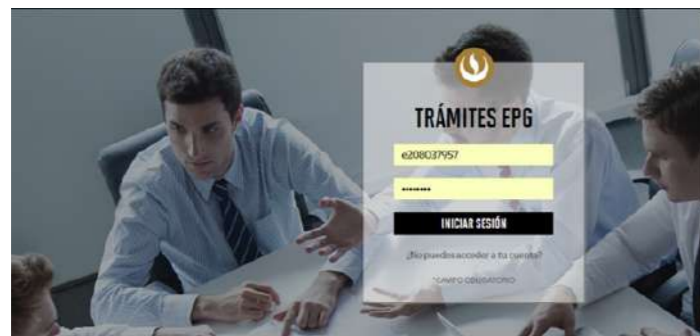 TRÁMITES EPG
e208037957
••••••••
INICIAR SESIÓN
¿No puedes acceder a tu cuenta?
*CAMPO OBLIGATORIO